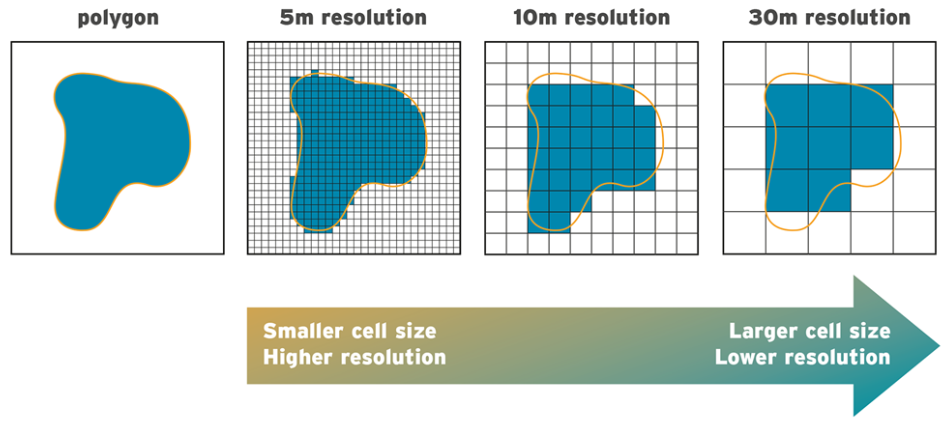 polygon
5m resolution
10m resolution
30m resolution
Smaller cell size
Higher resolution
Larger cell size
Lower resolution